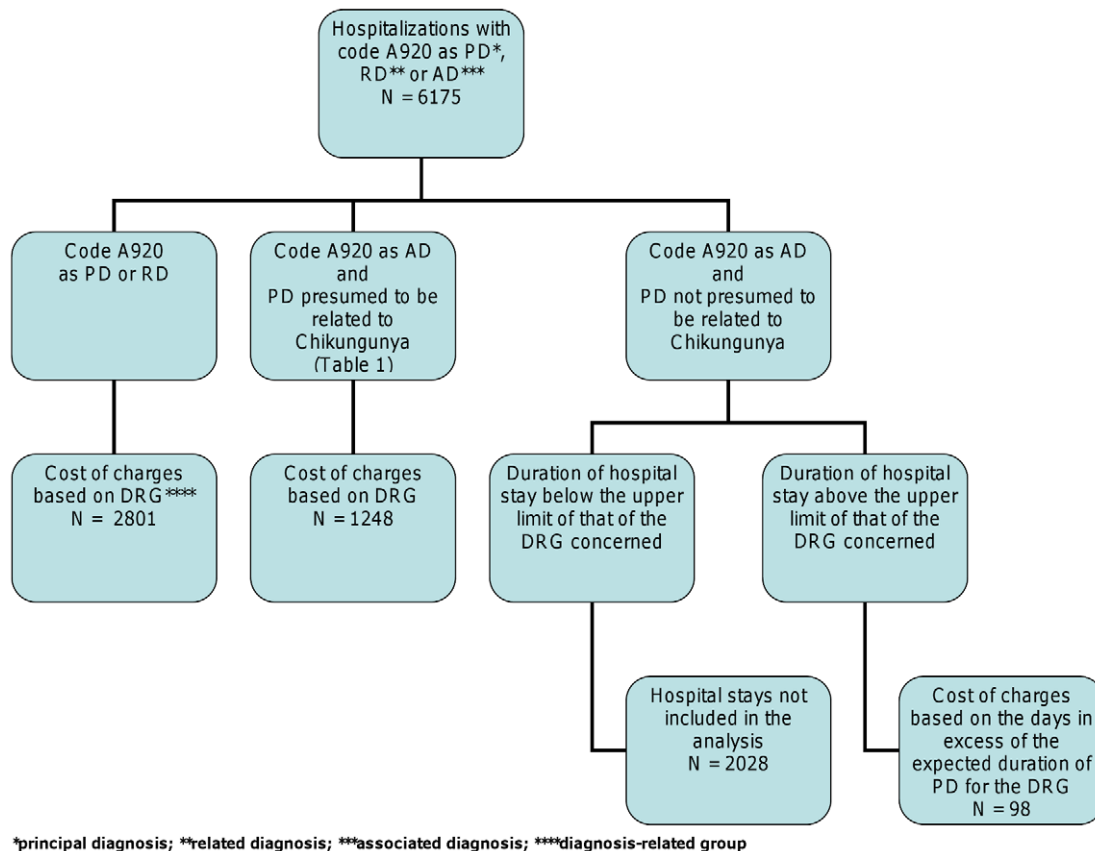 Hospitalizations with
code A920 as PD*,
RD** or AD***
N = 6175
Code A920
as PD or RD
Code A920 as AD
and
PD presumed to be
related to
Chikungunya
(Table 1)
Code A920 as AD
and
PD not presumed to
be related to
Chikungunya
Cost of charges
based on DRG****
N = 2801
Cost of charges
based on DRG
N = 1248
Duration of hospital
stay below the upper
limit of that of the
DRG concerned
Duration of hospital
stay above the upper
limit of that of the
DRG concerned
Hospital stays not
included in the
analysis
N = 2028
Cost of charges
based on the days in
excess of the
expected duration of
PD for the DRG
N = 98
*principal diagnosis; **related diagnosis; ***associated diagnosis; ****diagnosis-related group